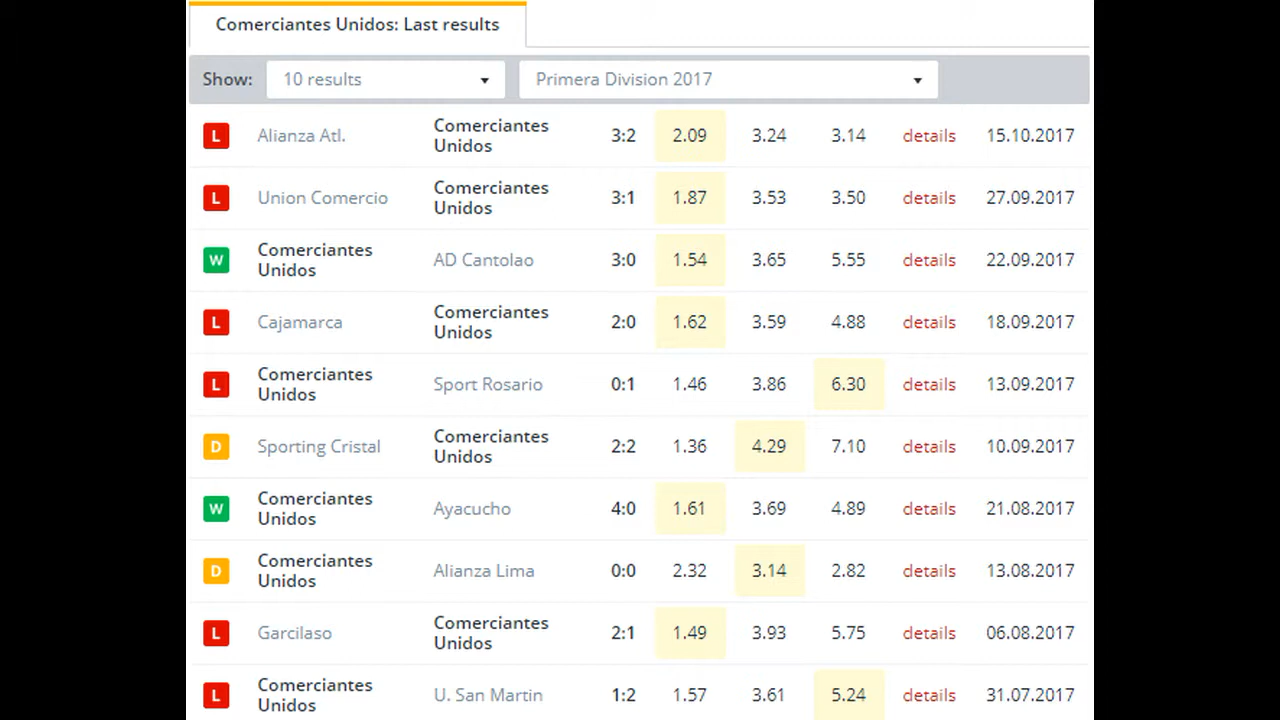 Comerciantes Unidos: Last results
Show: 10 results Primera Division 2017
L Alianza Atl. Comerciantes Unidos 3:2 2.09 3.24 3.14 details 15.10.2017
L Union Comercio Comerciantes Unidos 3:1 1.87 3.53 3.50 details 27.09.2017
W Comerciantes Unidos AD Cantolao 3:0 1.54 3.65 5.55 details 22.09.2017
L Cajamarca Comerciantes Unidos 2:0 1.62 3.59 4.88 details 18.09.2017
L Comerciantes Unidos Sport Rosario 0:1 1.46 3.86 6.30 details 13.09.2017
D Sporting Cristal Comerciantes Unidos 2:2 1.36 4.29 7.10 details 10.09.2017
W Comerciantes Unidos Ayacucho 4:0 1.61 3.69 4.89 details 21.08.2017
D Comerciantes Unidos Alianza Lima 0:0 2.32 3.14 2.82 details 13.08.2017
L Garcilaso Comerciantes Unidos 2:1 1.49 3.93 5.75 details 06.08.2017
L Comerciantes Unidos U. San Martin 1:2 1.57 3.61 5.24 details 31.07.2017